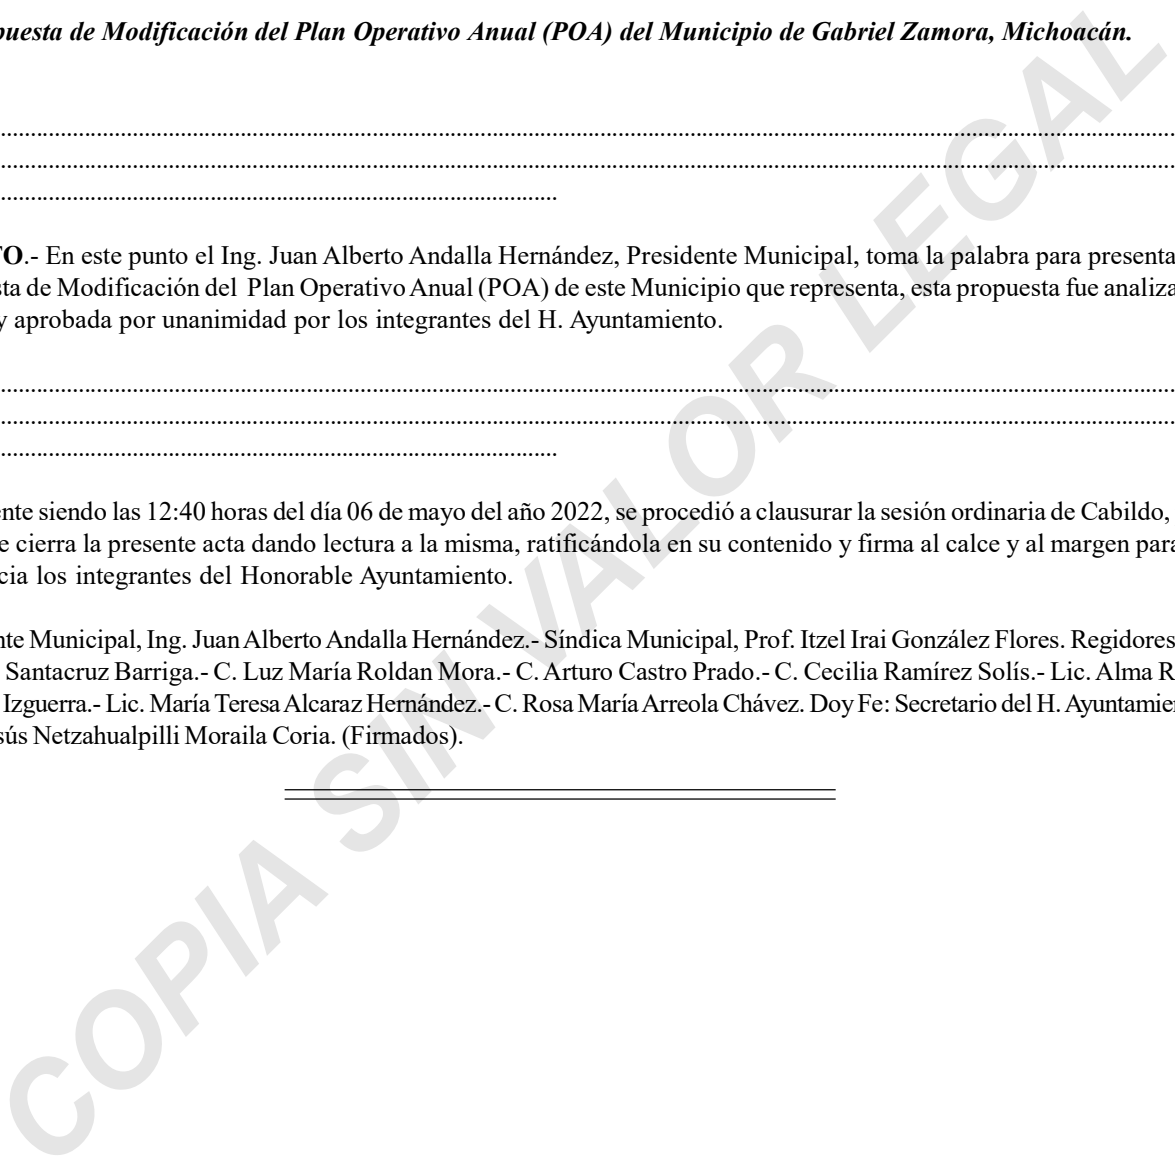 puesta de Modificación del Plan Operativo Anual (POA) del Municipio de Gabriel Zamora, Michoacán.
..........................................................................................................................................................................
..........................................................................................................................................................................
................................................................................
TO.- En este punto el Ing. Juan Alberto Andalla Hernández, Presidente Municipal, toma la palabra para presenta
sta de Modificación del Plan Operativo Anual (POA) de este Municipio que representa, esta propuesta fue analiza
y aprobada por unanimidad por los integrantes del H. Ayuntamiento.
..........................................................................................................................................................................
..........................................................................................................................................................................
................................................................................
nte siendo las 12:40 horas del día 06 de mayo del año 2022, se procedió a clausurar la sesión ordinaria de Cabildo,
e cierra la presente acta dando lectura a la misma, ratificándola en su contenido y firma al calce y al margen para
cia los integrantes del Honorable Ayuntamiento.
nte Municipal, Ing. Juan Alberto Andalla Hernández.- Síndica Municipal, Prof. Itzel Irai González Flores. Regidores
Santacruz Barriga.- C. Luz María Roldan Mora.- C. Arturo Castro Prado.- C. Cecilia Ramírez Solís.- Lic. Alma R
Izguerra.- Lic. María Teresa Alcaraz Hernández.- C. Rosa María Arreola Chávez. Doy Fe: Secretario del H. Ayuntamien
sús Netzahualpilli Moraila Coria. (Firmados).
COPIA SIN VALOR LEGAL